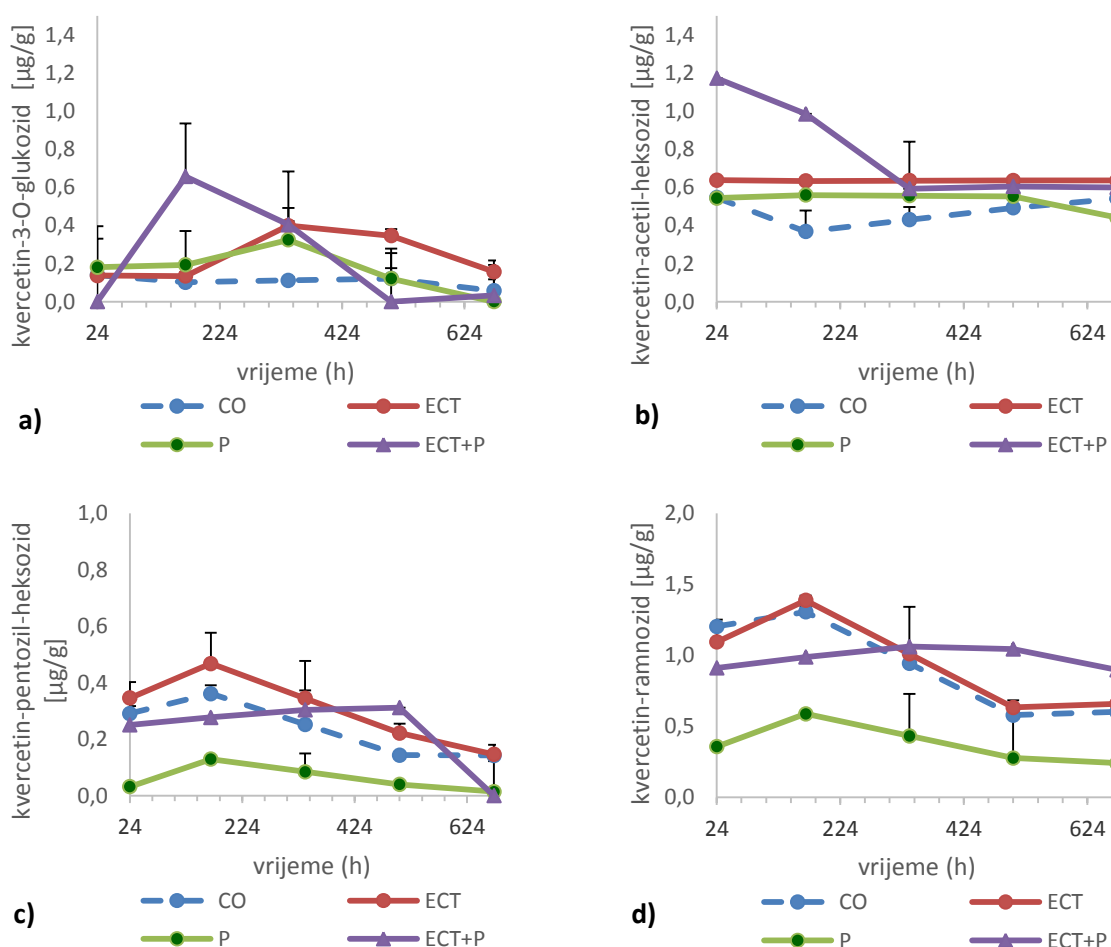 kvercetin-3-O-glukozid [µg/g]
1,4
1,2
1,0
0,8
0,6
0,4
0,2
0,0
24 224 424 624
vrijeme (h)
a)
CO ECT
P ECT+P
kvercetin-acetil-heksozid [µg/g]
1,4
1,2
1,0
0,8
0,6
0,4
0,2
0,0
24 224 424 624
vrijeme (h)
b)
CO ECT
P ECT+P
kvercetin-pentozil-heksozid
[µg/g]
1,0
0,8
0,6
0,4
0,2
0,0
24 224 424 624
vrijeme (h)
c)
CO ECT
P ECT+P
kvercetin-ramnozid [µg/g]
2,0
1,5
1,0
0,5
0,0
24 224 424 624
vrijeme (h)
d)
CO ECT
P ECT+P